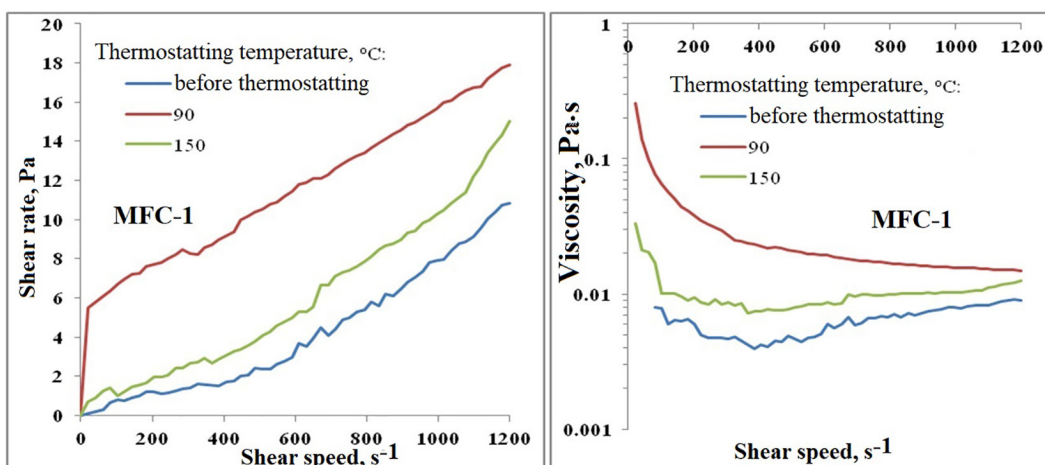 20
18
16
14
12
10
8
6
4
2
0
Shear rate, Pa
Thermostatting temperature, °C:
before thermostatting
90
150
MFC-1
0 200 400 600 800 1000 1200
Shear speed, s⁻¹
1
0.1
0.01
0.001
Viscosity, Pa·s
0 200 400 600 800 1000 1200
Thermostatting temperature, °C:
before thermostatting
90
150
MFC-1
Shear speed, s⁻¹